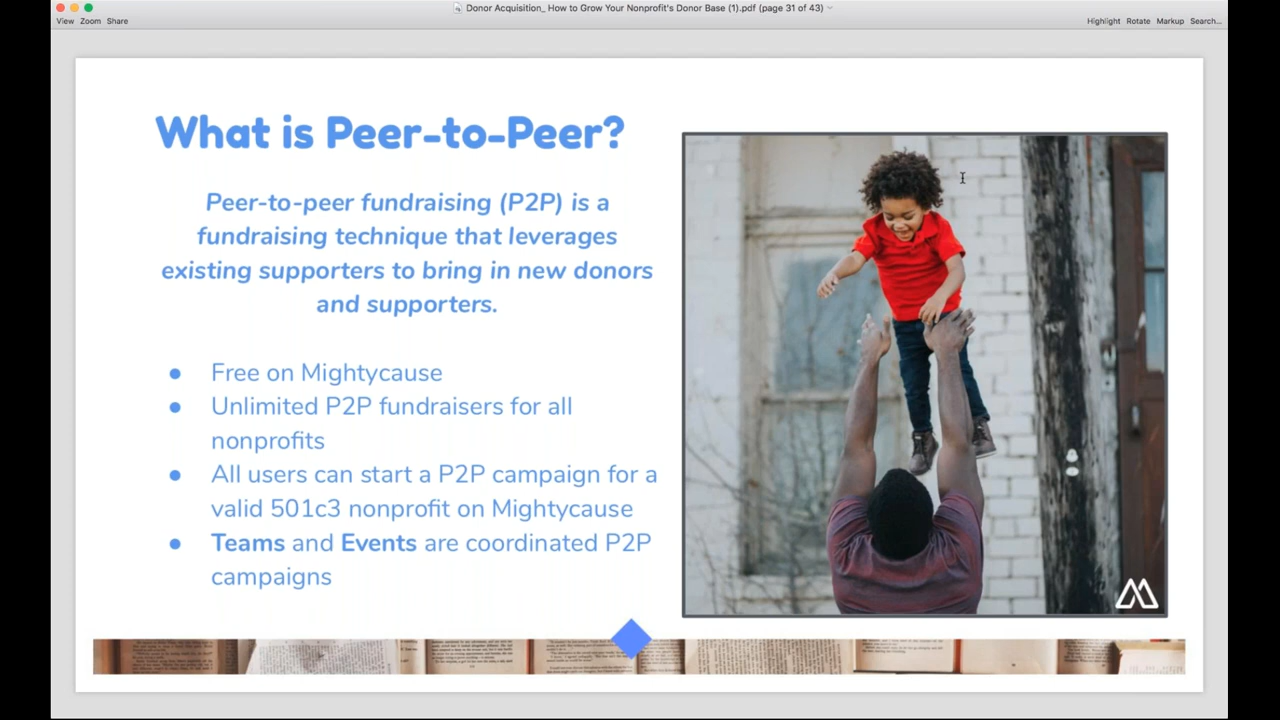 Donor Acquisition_ How to Grow Your Nonprofit's Donor Base (1).pdf (page 31 of 43)
View Zoom Share
Highlight Rotate Markup Search...
What is Peer-to-Peer?
Peer-to-peer fundraising (P2P) is a
fundraising technique that leverages
existing supporters to bring in new donors
and supporters.
● Free on Mightycause
● Unlimited P2P fundraisers for all
nonprofits
● All users can start a P2P campaign for a
valid 501c3 nonprofit on Mightycause
● Teams and Events are coordinated P2P
campaigns